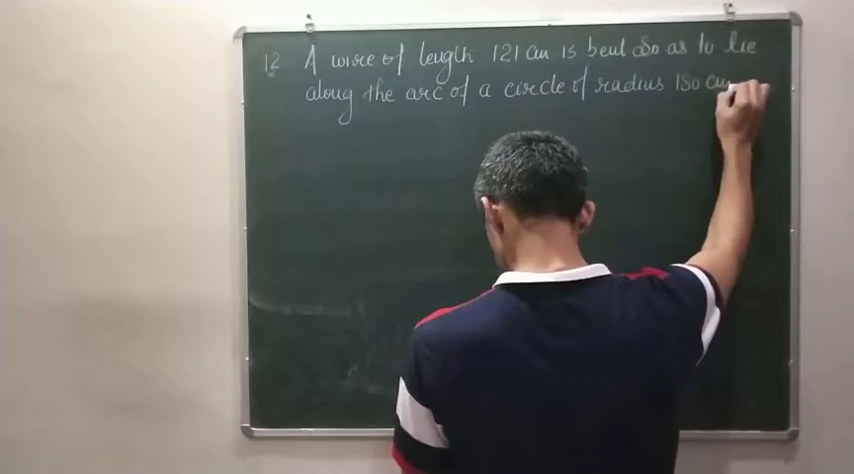 12 A wire of length 121 cm is bent so as to lie
along the arc of a circle of radius 180 cm